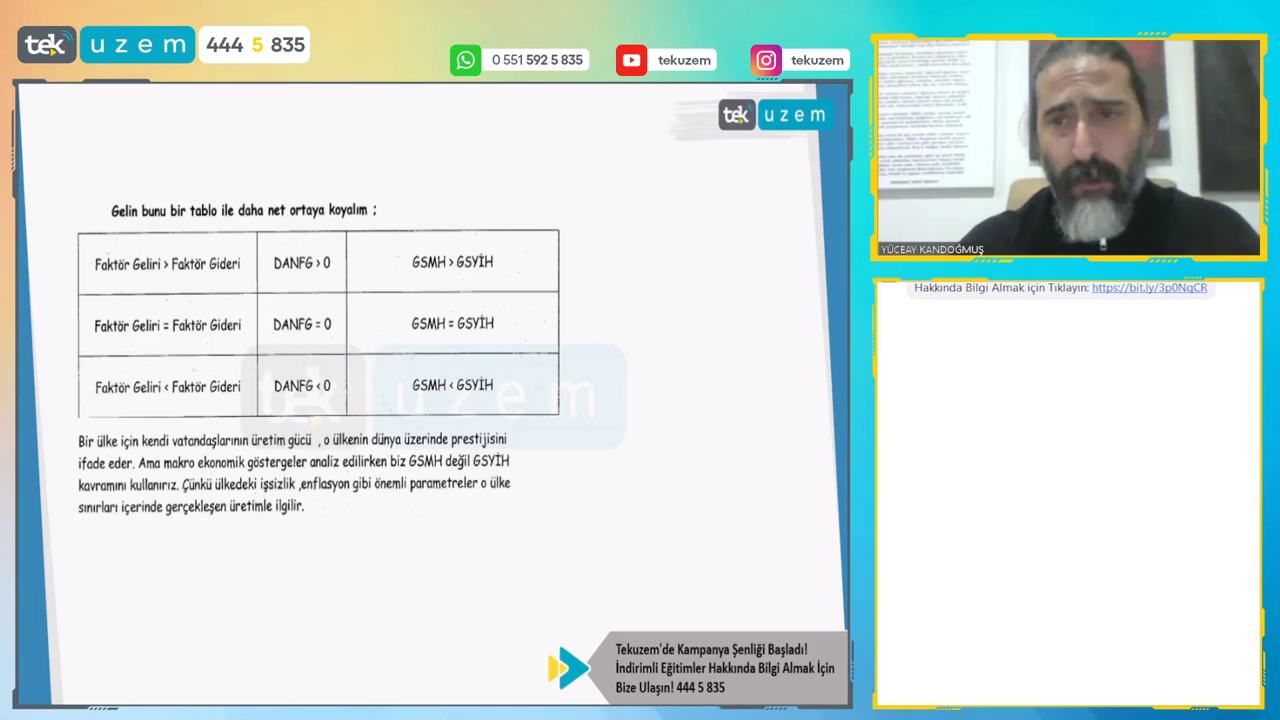 tek uzem 444 5 835
0 551 592 5 835
tekuzem
tekuzem
tek uzem
Gelin bunu bir tablo ile daha net ortaya koyalım ;
Faktör Geliri > Faktör Gideri DANFG > 0 GSMH > GSYİH
Faktör Geliri = Faktör Gideri DANFG = 0 GSMH = GSYİH
Faktör Geliri < Faktör Gideri DANFG < 0 GSMH < GSYİH
tek uzem
Bir ülke için kendi vatandaşlarının üretim gücü , o ülkenin dünya üzerinde prestijisini
ifade eder. Ama makro ekonomik göstergeler analiz edilirken biz GSMH değil GSYİH
kavramını kullanırız. Çünkü ülkedeki işsizlik ,enflasyon gibi önemli parametreler o ülke
sınırları içerinde gerçekleşen üretimle ilgilir.
Tekuzem'de Kampanya Şenliği Başladı!
İndirimli Eğitimler Hakkında Bilgi Almak İçin
Bize Ulaşın! 444 5 835
YÜCEAY KANDOĞMUŞ
Hakkında Bilgi Almak için Tıklayın: https://bit.ly/3p0NqCR